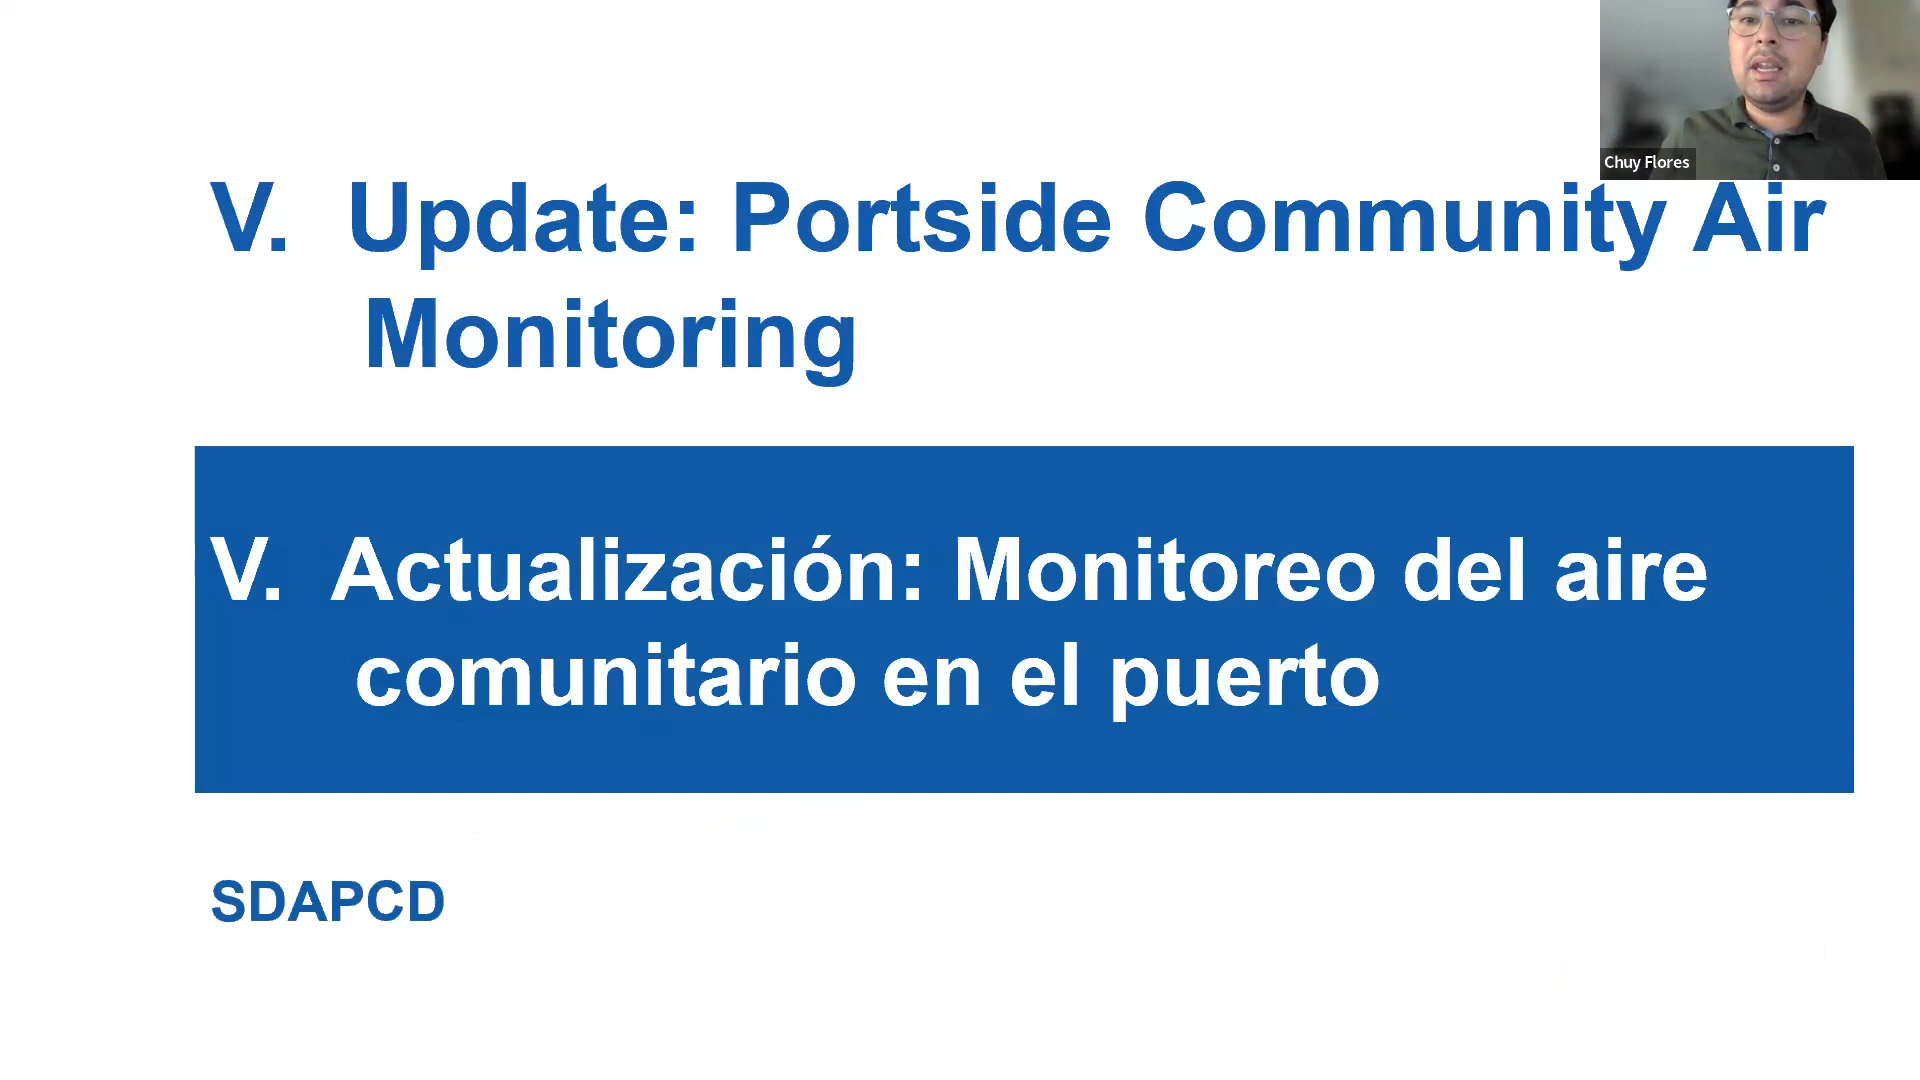 Chuy Flores
V. Update: Portside Community Air
Monitoring
V. Actualización: Monitoreo del aire
comunitario en el puerto
SDAPCD